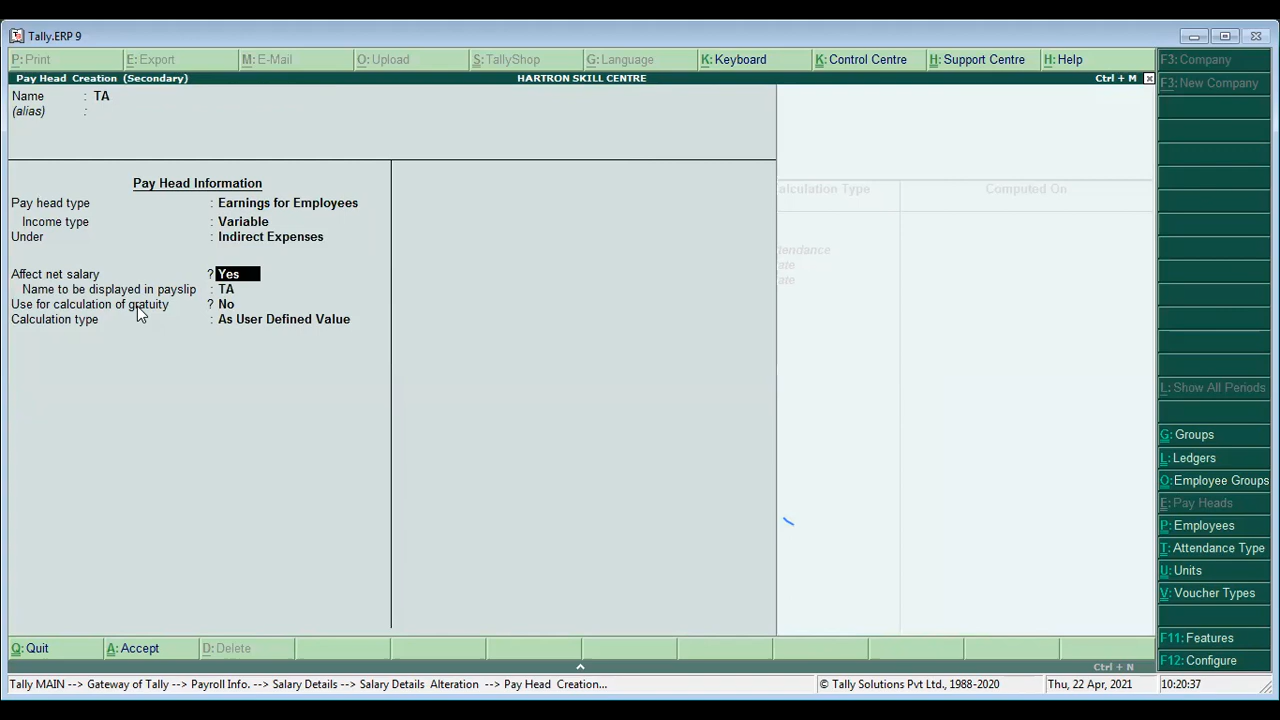 Tally.ERP 9
P: Print E: Export M: E-Mail O: Upload S: TallyShop G: Language K: Keyboard K: Control Centre H: Support Centre H: Help F3: Company
Pay Head Creation (Secondary) HARTRON SKILL CENTRE Ctrl + M x F3: New Company
Name : TA
(alias) :
Pay Head Information
alculation Type Computed On
Pay head type : Earnings for Employees
Income type : Variable
Under : Indirect Expenses
ttendance
ate
Affect net salary ? Yes
ate
Name to be displayed in payslip : TA
Use for calculation of gratuity ? No
Calculation type : As User Defined Value
L: Show All Periods
G: Groups
L: Ledgers
O: Employee Groups
E: Pay Heads
P: Employees
T: Attendance Type
U: Units
V: Voucher Types
F11: Features
Q: Quit A: Accept D: Delete
F12: Configure
Ctrl + N
Tally MAIN --> Gateway of Tally --> Payroll Info. --> Salary Details --> Salary Details Alteration --> Pay Head Creation... © Tally Solutions Pvt Ltd., 1988-2020 Thu, 22 Apr, 2021 10:20:37